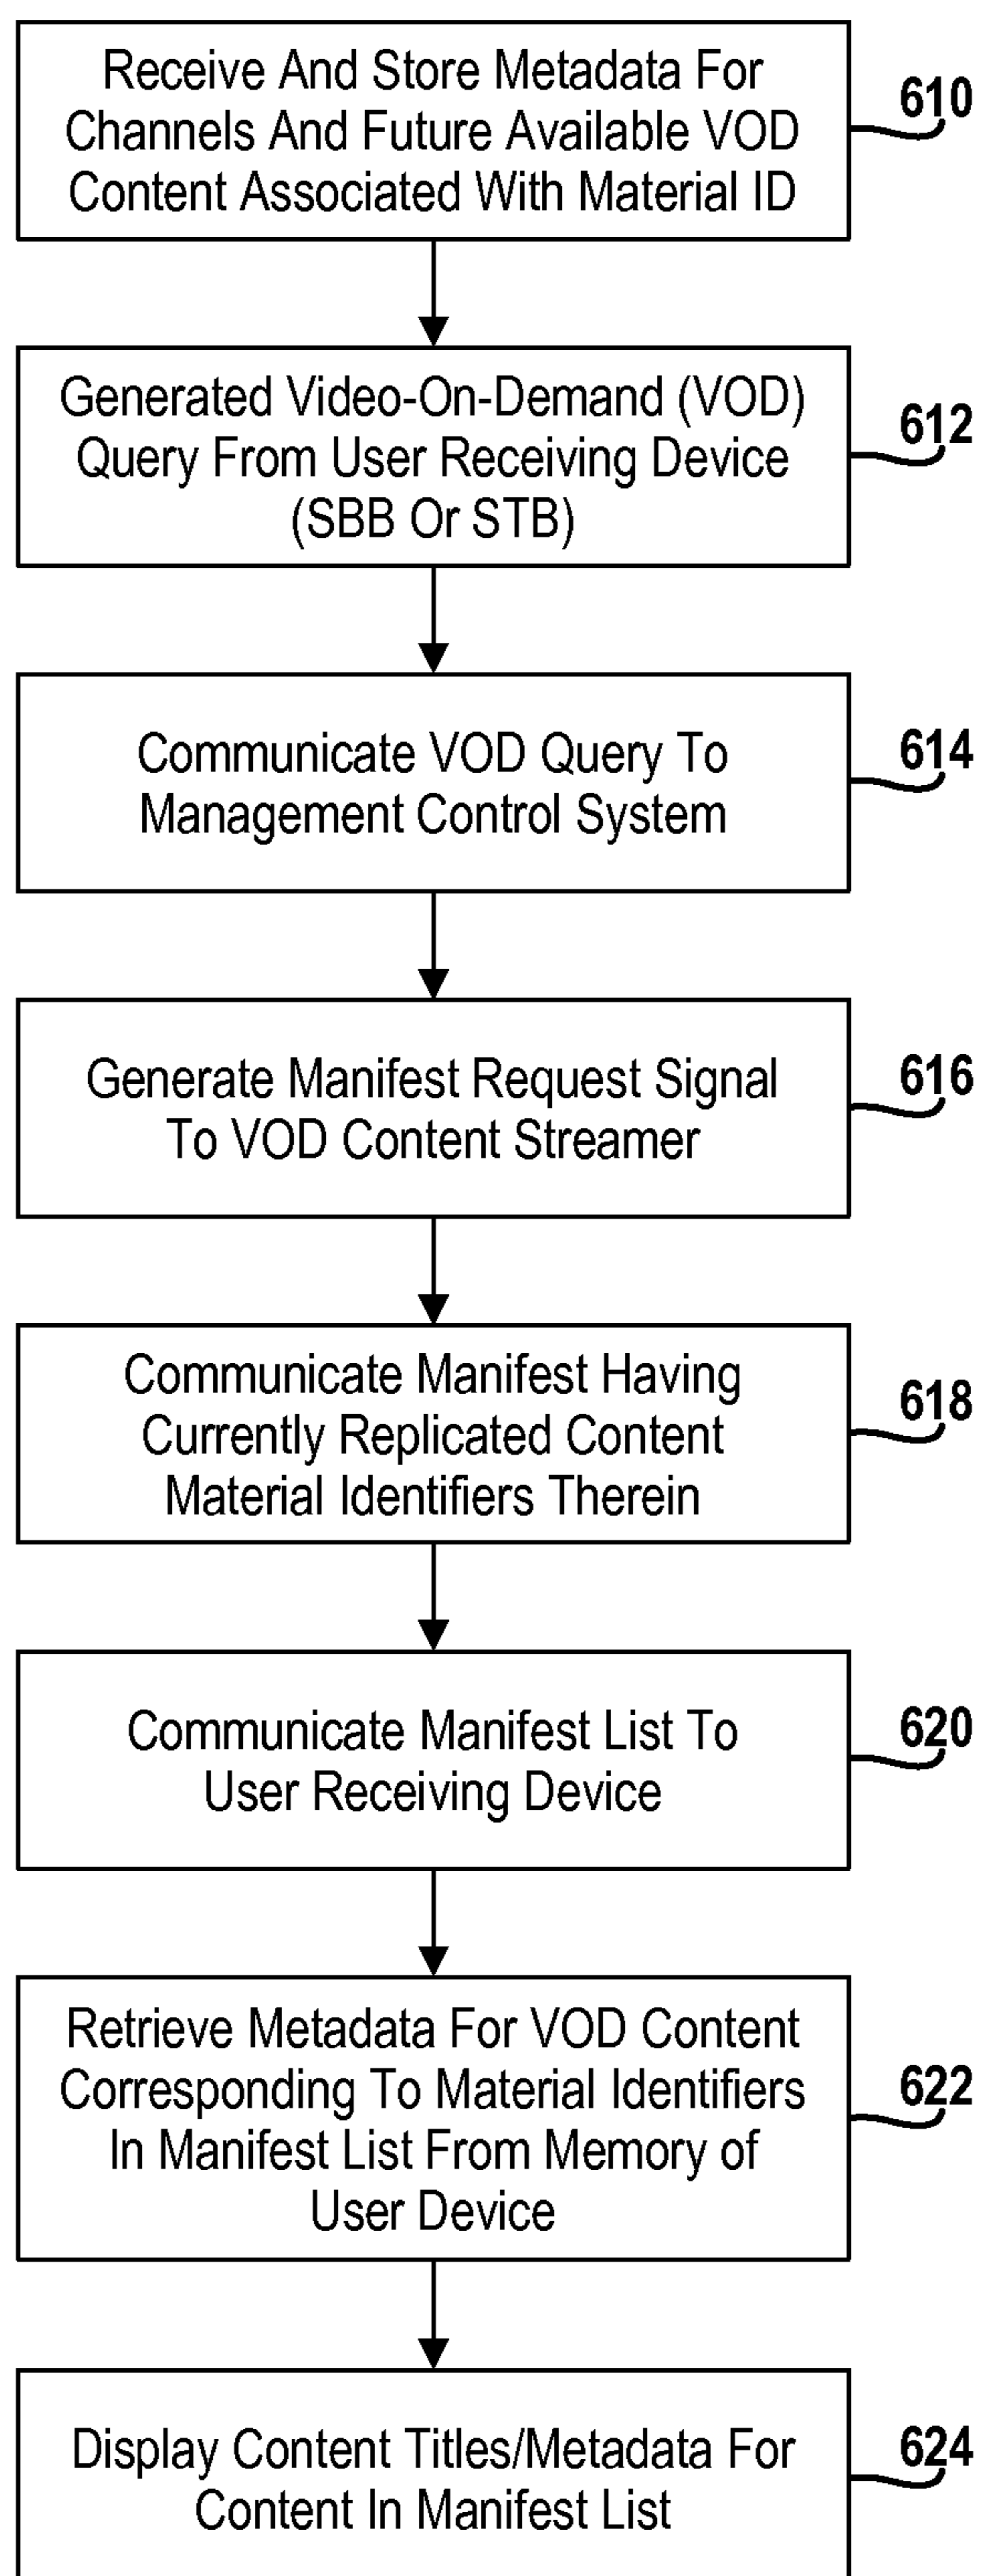 Receive And Store Metadata For
Channels And Future Available VOD
Content Associated With Material ID
610
Generated Video-On-Demand (VOD)
Query From User Receiving Device
(SBB Or STB)
612
Communicate VOD Query To
Management Control System
614
Generate Manifest Request Signal
To VOD Content Streamer
616
Communicate Manifest Having
Currently Replicated Content
Material Identifiers Therein
618
Communicate Manifest List To
User Receiving Device
620
Retrieve Metadata For VOD Content
Corresponding To Material Identifiers
In Manifest List From Memory of
User Device
622
Display Content Titles/Metadata For
Content In Manifest List
624